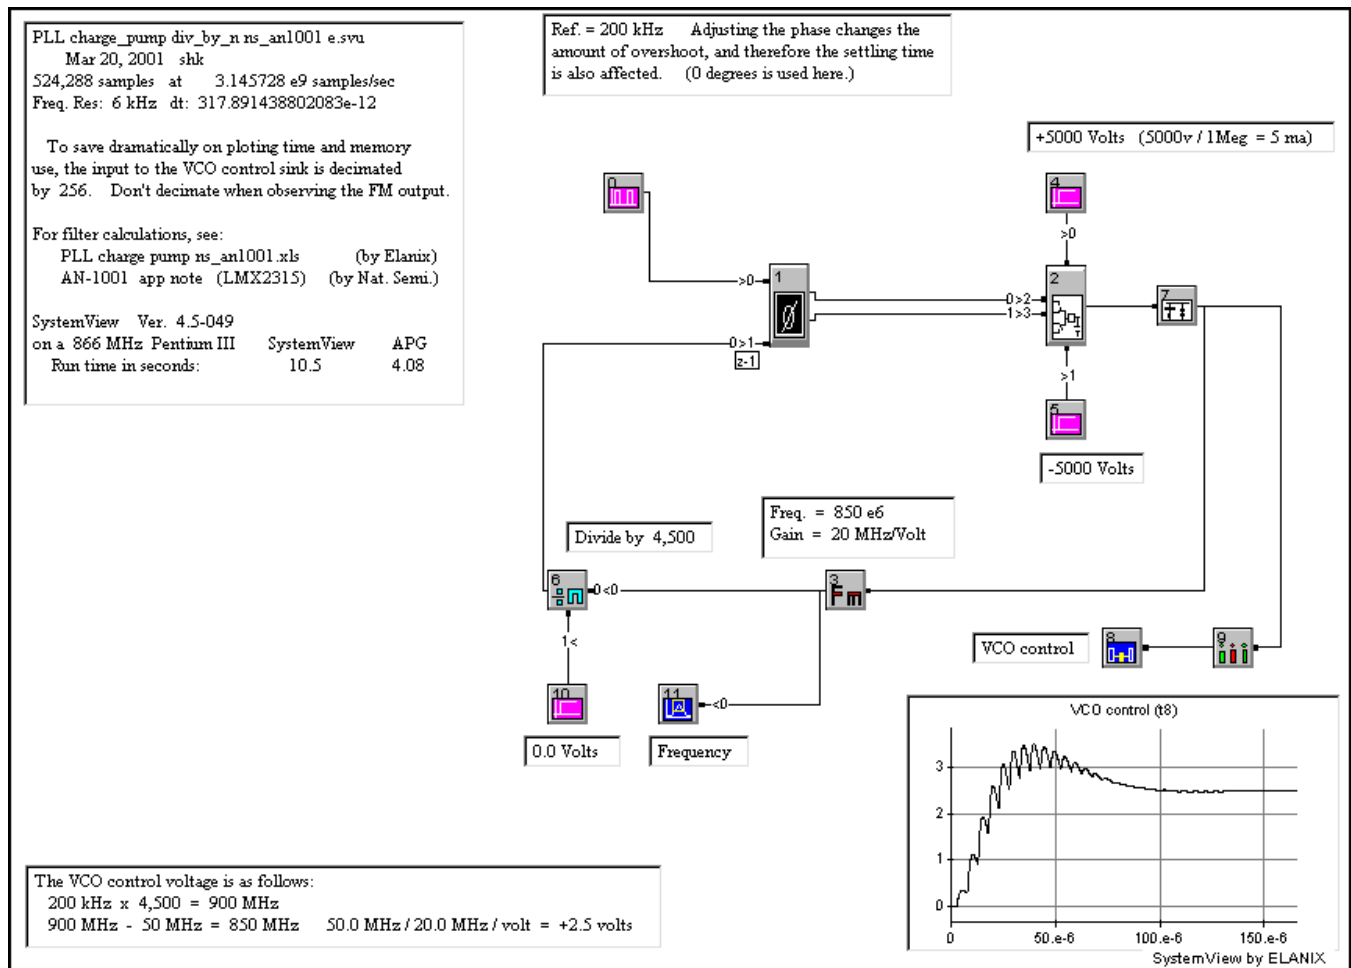 PLL charge_pump div_by_n ns_an1001 e.svu
Mar 20, 2001 shk
524,288 samples at 3.145728 e9 samples/sec
Freq. Res: 6 kHz dt: 317.891438802083e-12
To save dramatically on ploting time and memory
use, the input to the VCO control sink is decimated
by 256. Don't decimate when observing the FM output.
For filter calculations, see:
PLL charge pump ns_an1001.xls (by Elanix)
AN-1001 app note (LMX2315) (by Nat. Semi.)
SystemView Ver. 4.5-049
on a 866 MHz Pentium III SystemView APG
Run time in seconds: 10.5 4.08
Ref. = 200 kHz Adjusting the phase changes the
amount of overshoot, and therefore the settling time
is also affected. (0 degrees is used here.)
+5000 Volts (5000v / 1Meg = 5 ma)
0
4
>0
>0
1
ø
0>2
1>3
2
7
0>1
z-1
>1
5
-5000 Volts
Freq. = 850 e6
Gain = 20 MHz/Volt
Divide by 4,500
6
0<0
3
Fm
1<
VCO control
8
9
10
11
<0
0.0 Volts
Frequency
VCO control (t8)
3
2
1
0
0 50.e-6 100.e-6 150.e-6
SystemView by ELANIX
The VCO control voltage is as follows:
200 kHz x 4,500 = 900 MHz
900 MHz - 50 MHz = 850 MHz 50.0 MHz / 20.0 MHz / volt = +2.5 volts